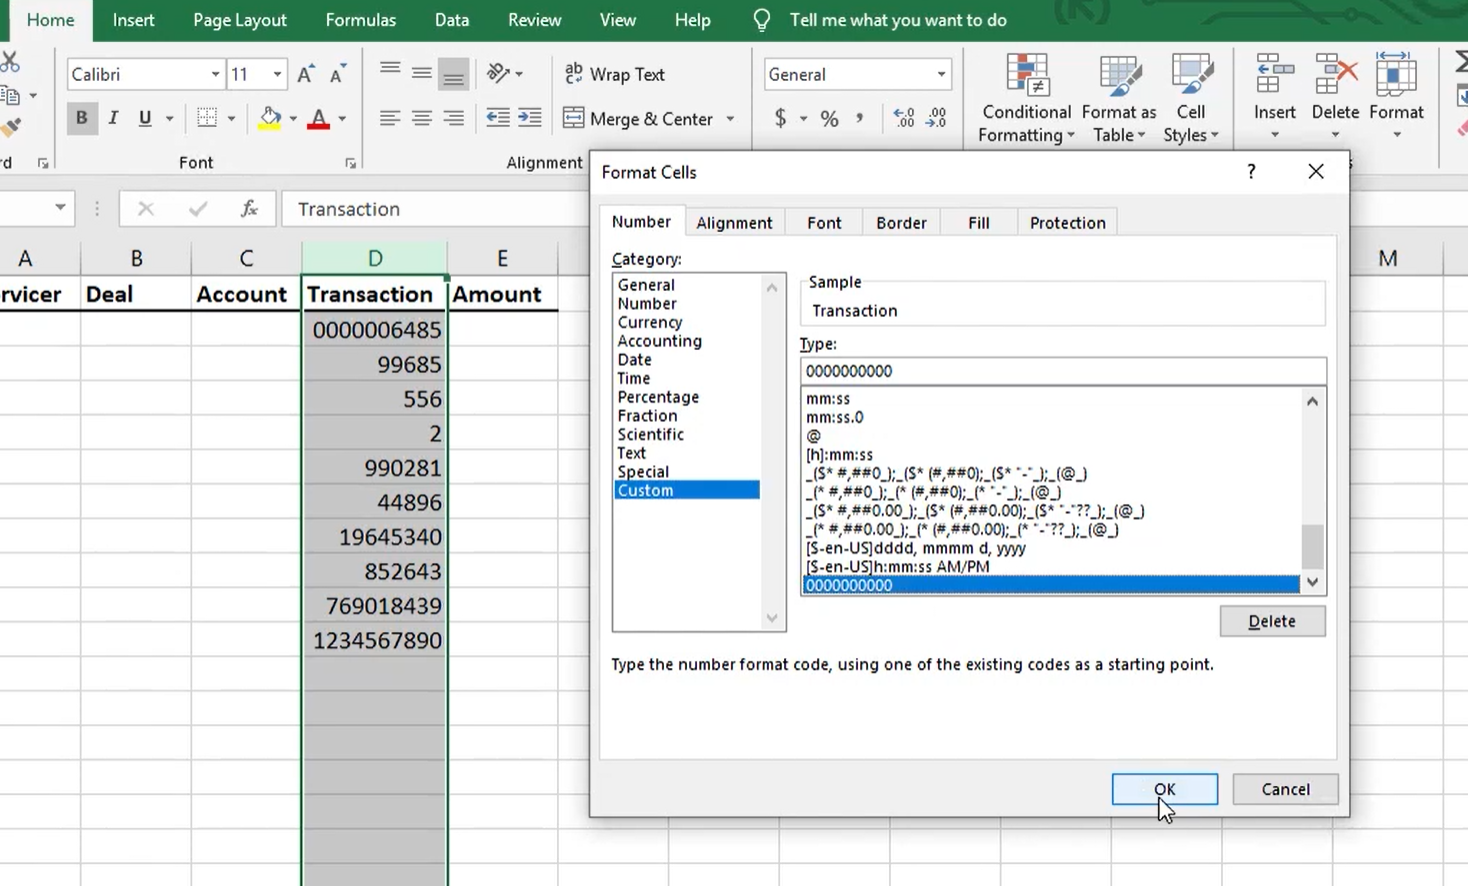 Home Insert Page Layout Formulas Data Review View Help Tell me what you want to do
Calibri 11 A A ab Wrap Text General
B I U A Merge & Center $ % , .0 .00 .00 .0
Conditional Formatting Format as Table Cell Styles Insert Delete Format
rd Font Alignment
fx Transaction
A B C D E M
rvicer Deal Account Transaction Amount
0000006485
99685
556
2
990281
44896
19645340
852643
769018439
1234567890
Format Cells ?
Number Alignment Font Border Fill Protection
Category:
General
Number
Currency
Accounting
Date
Time
Percentage
Fraction
Scientific
Text
Special
Custom
Sample
Transaction
Type:
0000000000
mm:ss
mm:ss.0
@
[h]:mm:ss
_($* #,##0_);_($* (#,##0);_($* "-"_);_(@_)
_(* #,##0_);_(* (#,##0);_(* "-"_);_(@_)
_($* #,##0.00_);_($* (#,##0.00);_($* "-"??_);_(@_)
_(* #,##0.00_);_(* (#,##0.00);_(* "-"??_);_(@_)
[$-en-US]dddd, mmmm d, yyyy
[$-en-US]h:mm:ss AM/PM
0000000000
Delete
Type the number format code, using one of the existing codes as a starting point.
OK Cancel